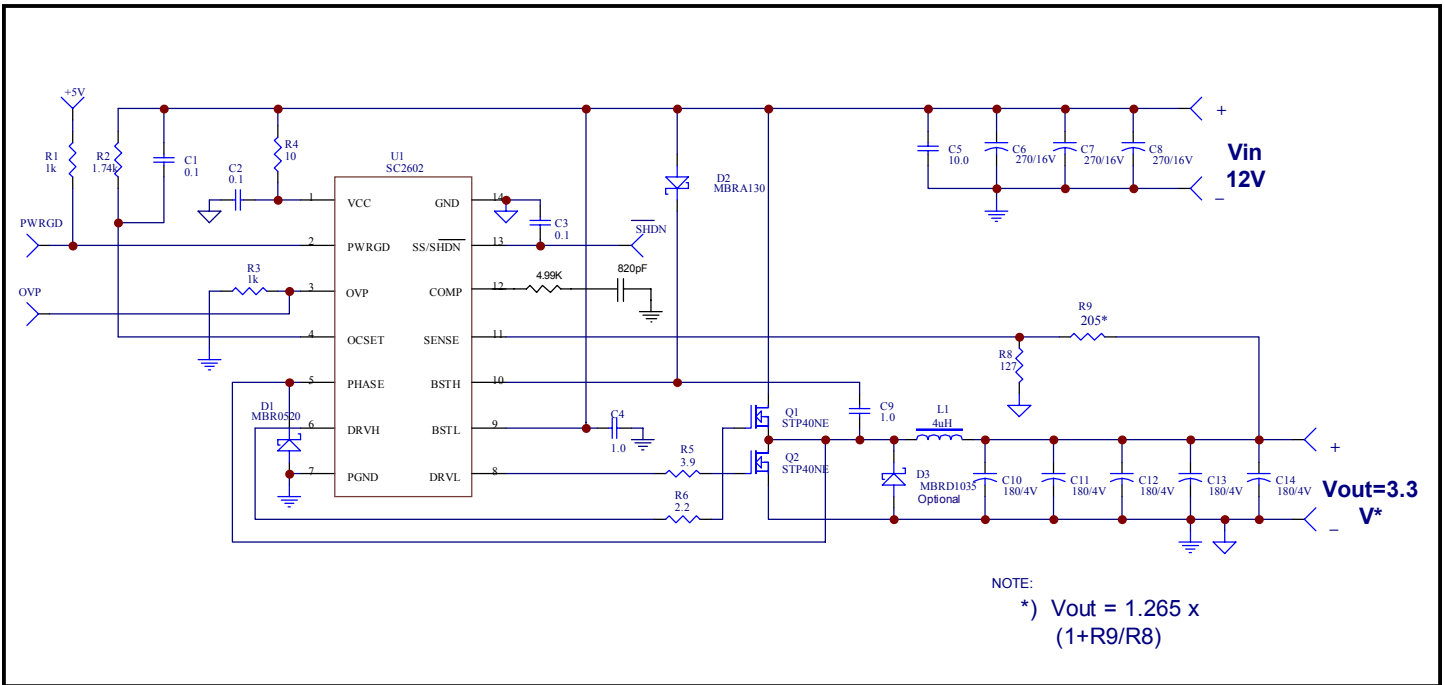 +5V
R1
1k
R2
1.74k
C1
0.1
C2
0.1
R4
10
U1
SC2602
D2
MBRA130
C5
10.0
C6
270/16V
C7
270/16V
C8
270/16V
+
Vin
12V
_
PWRGD
OVP
R3
1k
1
VCC
2
PWRGD
3
OVP
4
OCSET
5
PHASE
6
DRVH
7
PGND
GND
14
SS/SHDN
13
COMP
12
SENSE
11
BSTH
10
BSTL
9
DRVL
8
C3
0.1
SHDN
4.99K
820pF
R9
205*
R8
127
D1
MBR0520
C4
1.0
R5
3.9
R6
2.2
Q1
STP40NE
Q2
STP40NE
C9
1.0
L1
4uH
D3
MBRD1035
Optional
C10
180/4V
C11
180/4V
C12
180/4V
C13
180/4V
C14
180/4V
+
Vout=3.3
V*
_
NOTE:
*) Vout = 1.265 x
(1+R9/R8)